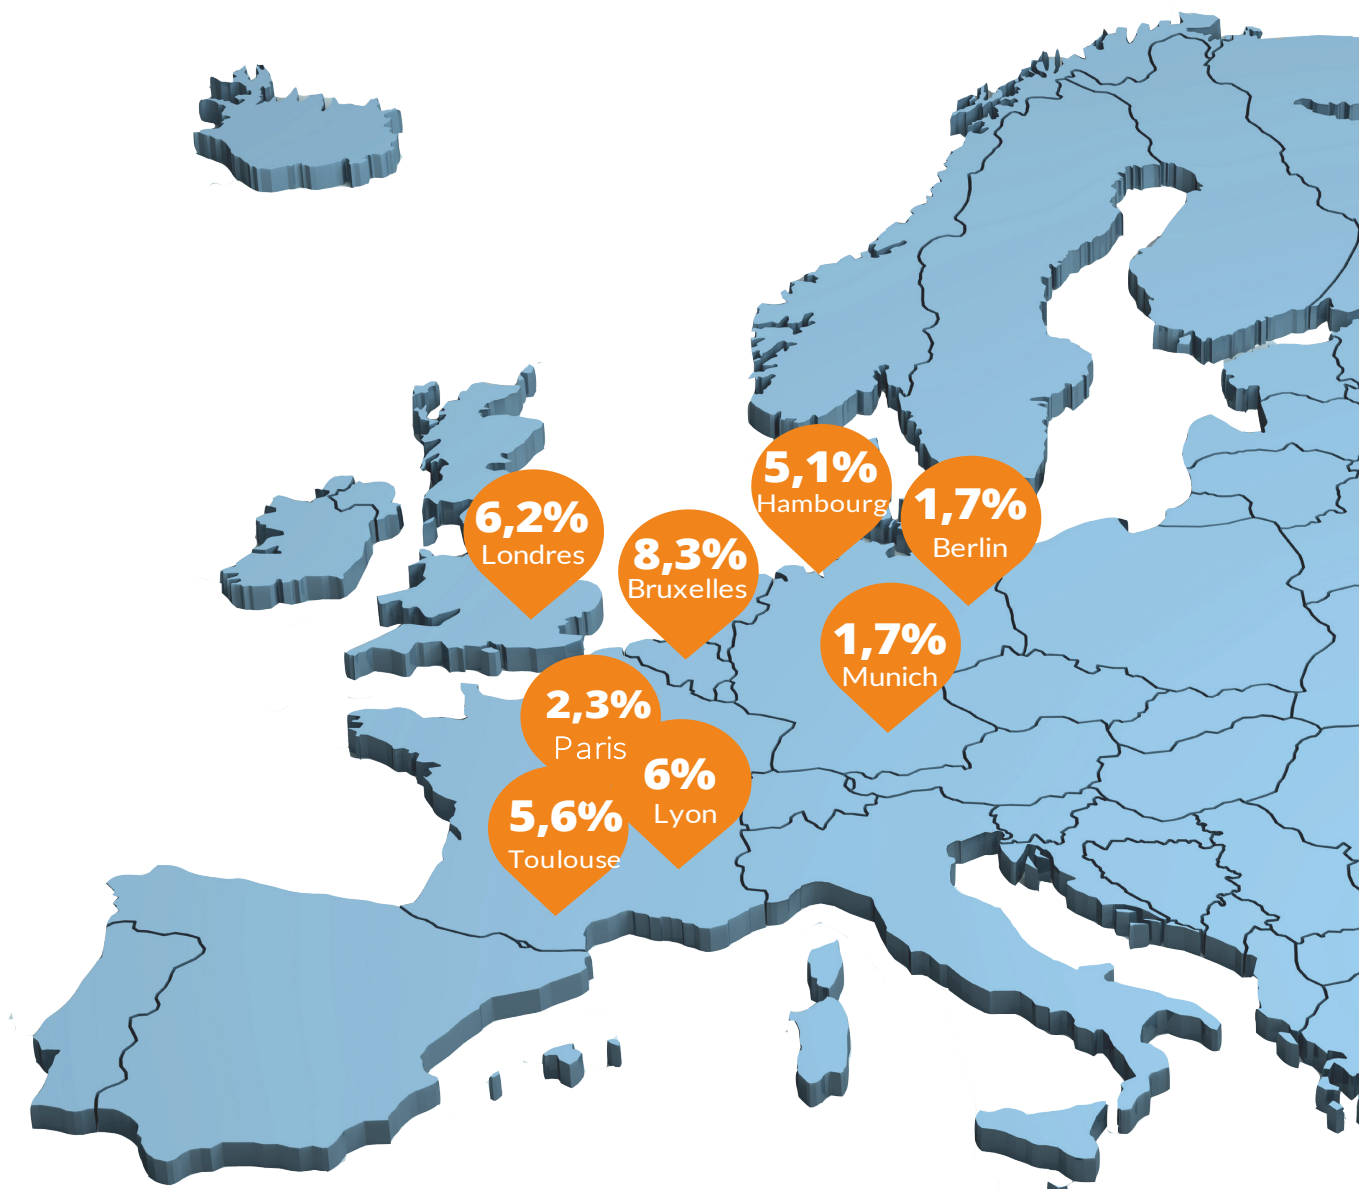 5,1%
Hambourg
1,7%
Berlin
6,2%
Londres
8,3%
Bruxelles
1,7%
Munich
2,3%
Paris
6%
Lyon
5,6%
Toulouse